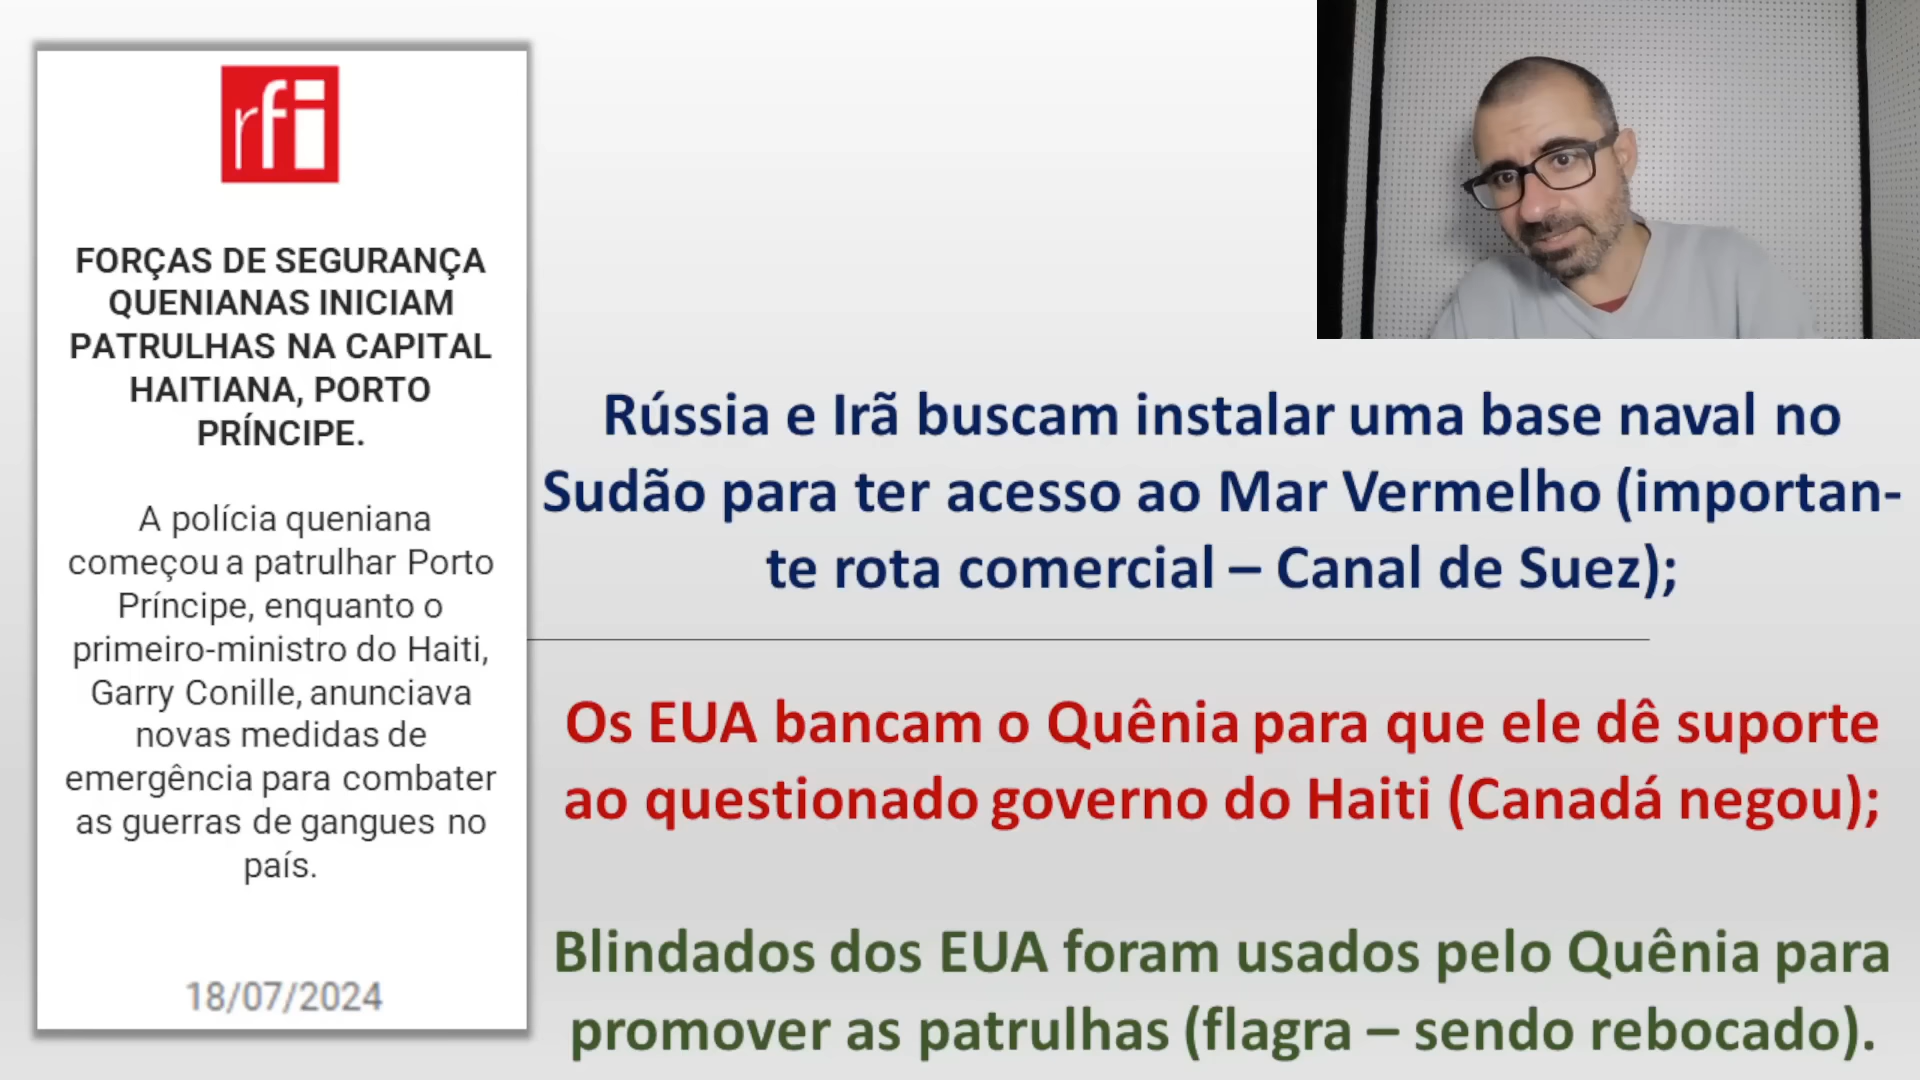 rfi
FORÇAS DE SEGURANÇA
QUENIANAS INICIAM
PATRULHAS NA CAPITAL
HAITIANA, PORTO
PRÍNCIPE.
A polícia queniana
começou a patrulhar Porto
Príncipe, enquanto o
primeiro-ministro do Haiti,
Garry Conille, anunciava
novas medidas de
emergência para combater
as guerras de gangues no
país.
18/07/2024
Rússia e Irã buscam instalar uma base naval no
Sudão para ter acesso ao Mar Vermelho (importan-
te rota comercial – Canal de Suez);
Os EUA bancam o Quênia para que ele dê suporte
ao questionado governo do Haiti (Canadá negou);
Blindados dos EUA foram usados pelo Quênia para
promover as patrulhas (flagra – sendo rebocado).